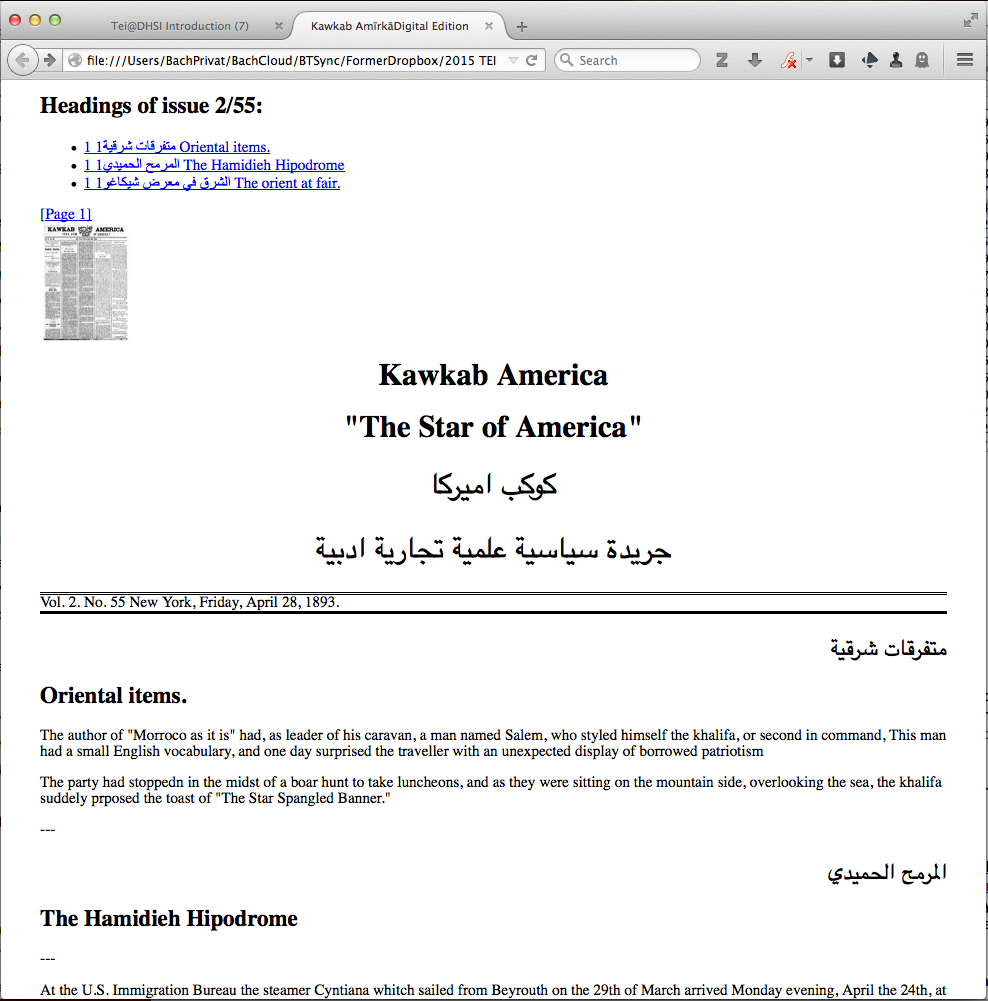 Tei@DHSI Introduction (7)
Kawkab AmīrkāDigital Edition
file:///Users/BachPrivat/BachCloud/BTSync/FormerDropbox/2015 TEI
Search
Headings of issue 2/55:
1 1متفرقات شرقية Oriental items.
1 1المرمح الحميدي The Hamidieh Hipodrome
1 1الشرق في معرض شيكاغو The orient at fair.
[Page 1]
KAWKAB AMERICA
Kawkab America
"The Star of America"
كوكب اميركا
جريدة سياسية علمية تجارية ادبية
Vol. 2. No. 55 New York, Friday, April 28, 1893.
متفرقات شرقية
Oriental items.
The author of "Morroco as it is" had, as leader of his caravan, a man named Salem, who styled himself the khalifa, or second in command, This man
had a small English vocabulary, and one day surprised the traveller with an unexpected display of borrowed patriotism
The party had stoppedn in the midst of a boar hunt to take luncheons, and as they were sitting on the mountain side, overlooking the sea, the khalifa
suddely prposed the toast of "The Star Spangled Banner."
---
المرمح الحميدي
The Hamidieh Hipodrome
---
At the U.S. Immigration Bureau the steamer Cyntiana whitch sailed from Beyrouth on the 29th of March arrived Monday evening, April the 24th, at